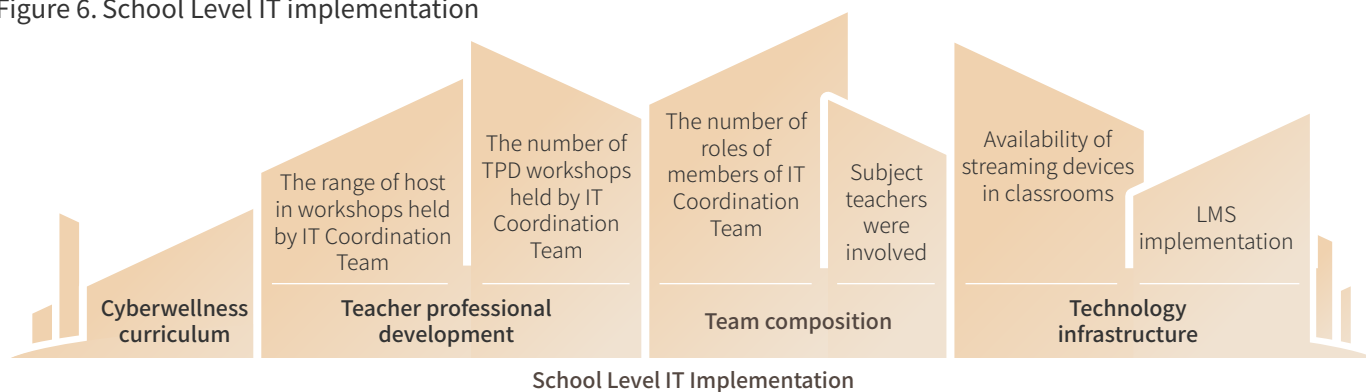 Figure 6. School Level IT implementation
The range of host
in workshops held
by IT Coordination
Team
The number of
TPD workshops
held by IT
Coordination
Team
The number of
roles of
members of IT
Coordination
Team
Subject
teachers
were
involved
Availability of
streaming devices
in classrooms
LMS
implementation
Cyberwellness
curriculum
Teacher professional
development
Team composition
Technology
infrastructure
School Level IT Implementation